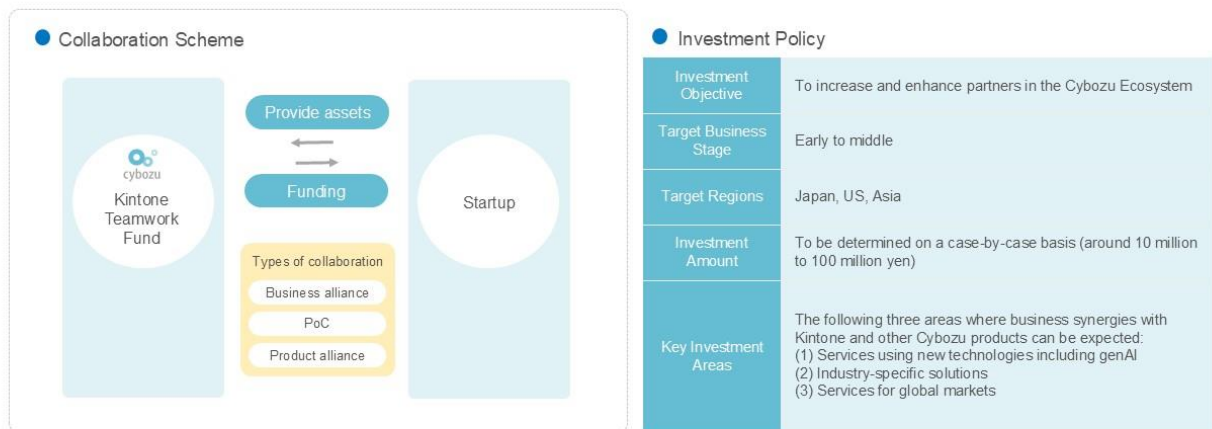 Collaboration Scheme
Provide assets
Funding
cybozu
Kintone
Teamwork
Fund
Startup
Types of collaboration
Business alliance
PoC
Product alliance
Investment Policy
Investment
Objective
To increase and enhance partners in the Cybozu Ecosystem
Target Business
Stage
Early to middle
Target Regions
Japan, US, Asia
Investment
Amount
To be determined on a case-by-case basis (around 10 million
to 100 million yen)
Key Investment
Areas
The following three areas where business synergies with
Kintone and other Cybozu products can be expected:
(1) Services using new technologies including genAI
(2) Industry-specific solutions
(3) Services for global markets